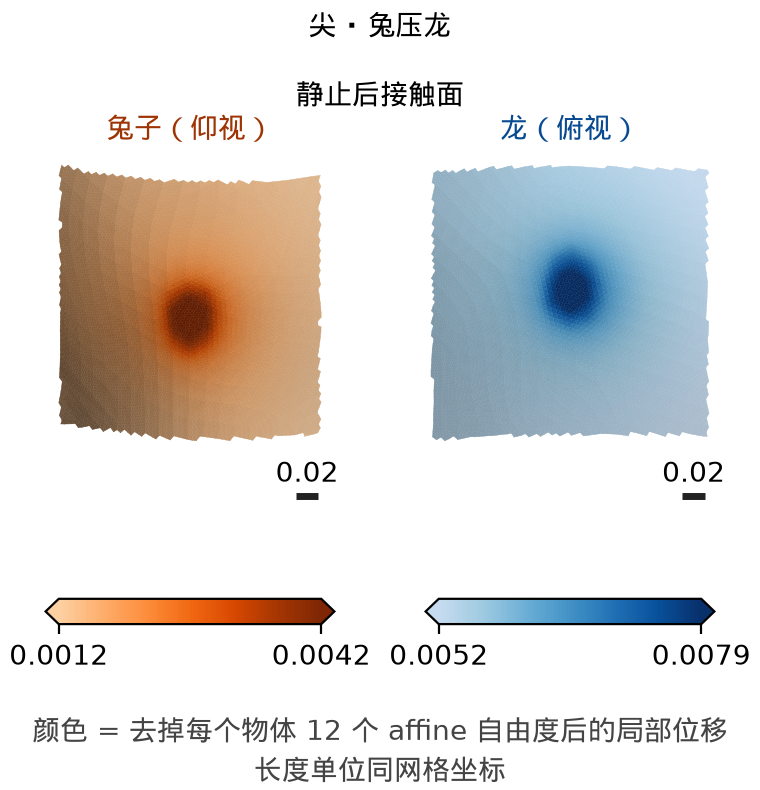 尖·兔压龙
静止后接触面
兔子（仰视）
龙（俯视）
0.02
0.02
0.0012
0.0042
0.0052
0.0079
颜色 = 去掉每个物体 12 个 affine 自由度后的局部位移
长度单位同网格坐标